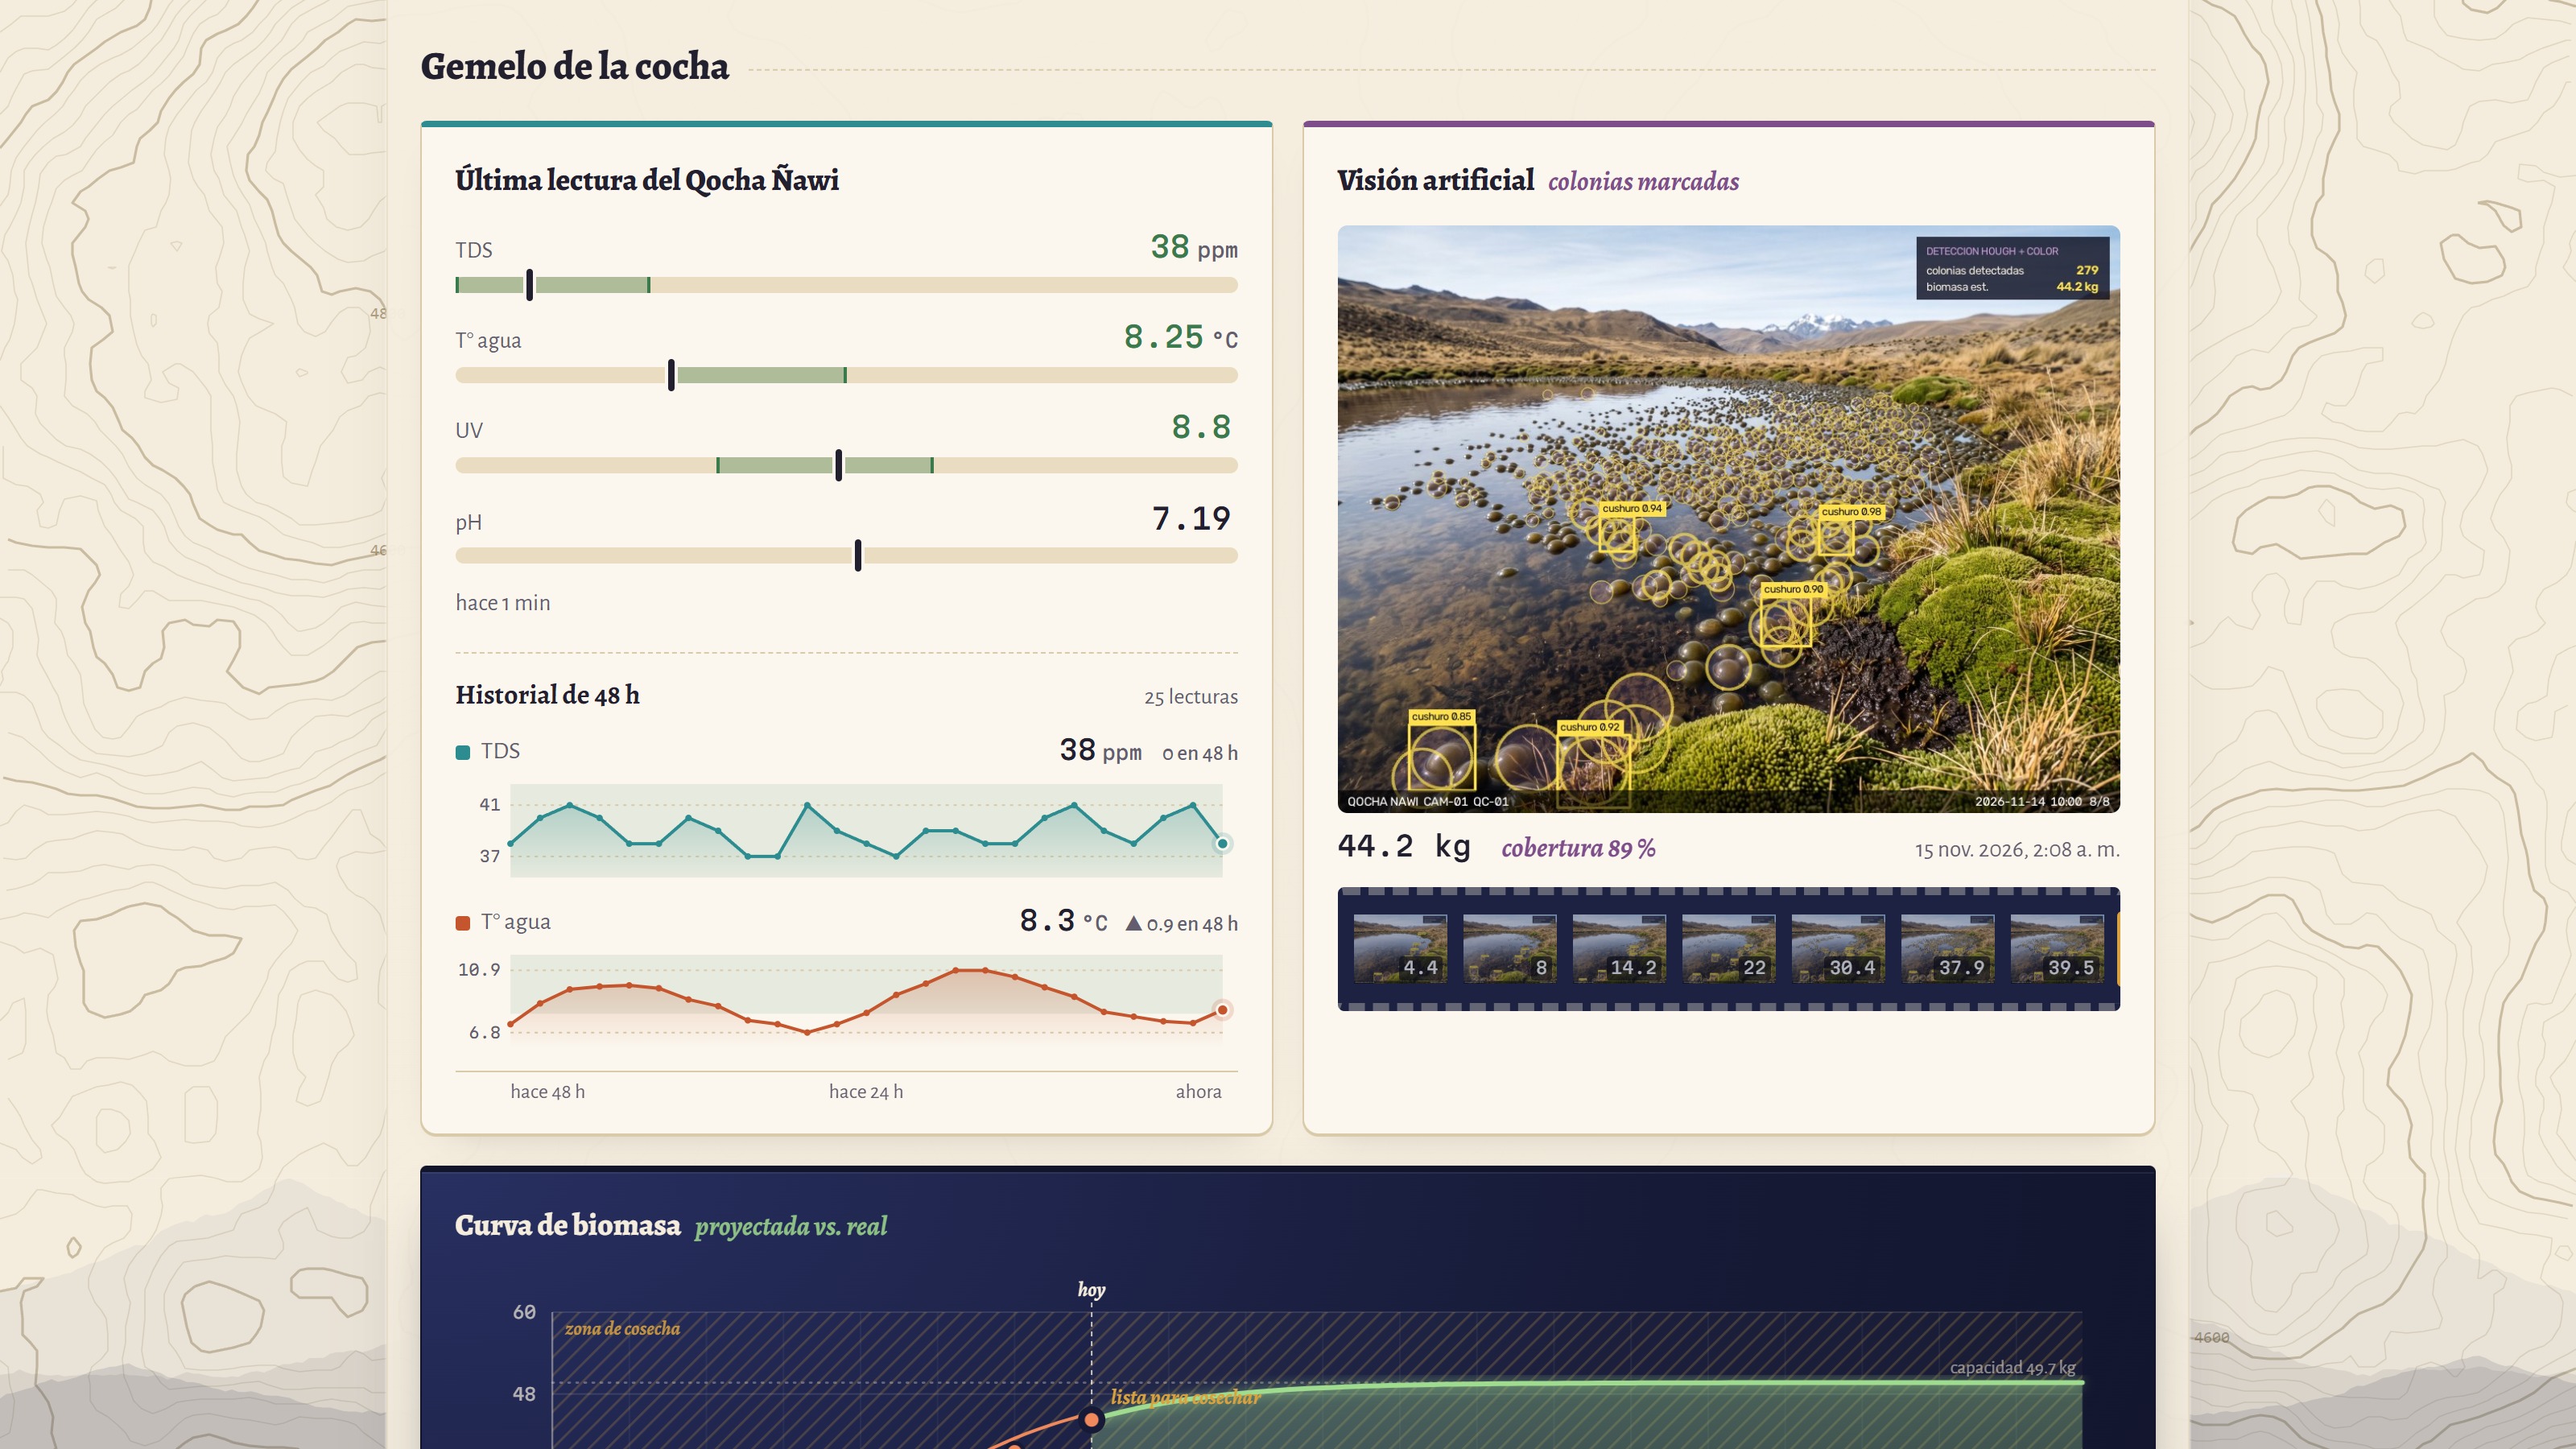 Gemelo de la cocha
Última lectura del Qocha Ñawi
TDS 38 ppm
T° agua 8.25 °C
UV 8.8
pH 7.19
hace 1 min
Historial de 48 h 25 lecturas
TDS 38 ppm 0 en 48 h
41
37
T° agua 8.3 °C ▲ 0.9 en 48 h
10.9
6.8
hace 48 h hace 24 h ahora
Visión artificial colonias marcadas
DETECCION HOUGH + COLOR
colonias detectadas 279
biomasa est. 44.2 kg
cushuro 0.94
cushuro 0.98
cushuro 0.90
cushuro 0.85
cushuro 0.92
QOCHA NAWI CAM-01 QC-01 2026-11-14 10:00 8/8
44.2 kg cobertura 89 % 15 nov. 2026, 2:08 a. m.
4.4 8 14.2 22 30.4 37.9 39.5
Curva de biomasa proyectada vs. real
hoy
60
zona de cosecha
capacidad 49.7 kg
48
lista para cosechar
48
46
4600